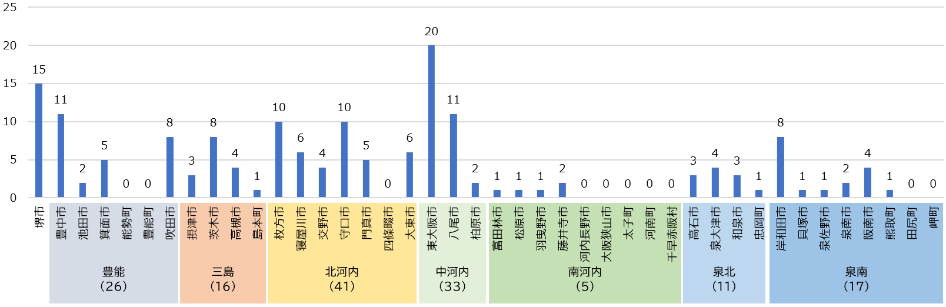 25
20
15
10
5
0
15
11
2
5
0
0
8
3
8
4
1
10
6
4
10
5
0
6
20
11
2
1
1
1
2
0
0
0
0
0
3
4
3
1
8
1
1
2
4
1
0
0
堺市
豊中市
池田市
箕面市
能勢町
豊能町
吹田市
摂津市
茨木市
高槻市
島本町
枚方市
寝屋川市
交野市
守口市
門真市
四條畷市
大東市
東大阪市
八尾市
柏原市
富田林市
松原市
羽曳野市
藤井寺市
河内長野市
大阪狭山市
太子町
河南町
千早赤阪村
高石市
泉大津市
和泉市
忠岡町
岸和田市
貝塚市
泉佐野市
泉南市
阪南市
熊取町
田尻町
岬町
豊能
（26）
三島
（16）
北河内
（41）
中河内
（33）
南河内
（5）
泉北
（11）
泉南
（17）